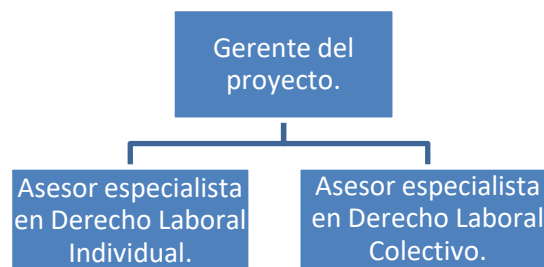 Gerente del
proyecto.
Asesor especialista
en Derecho Laboral
Individual.
Asesor especialista
en Derecho Laboral
Colectivo.